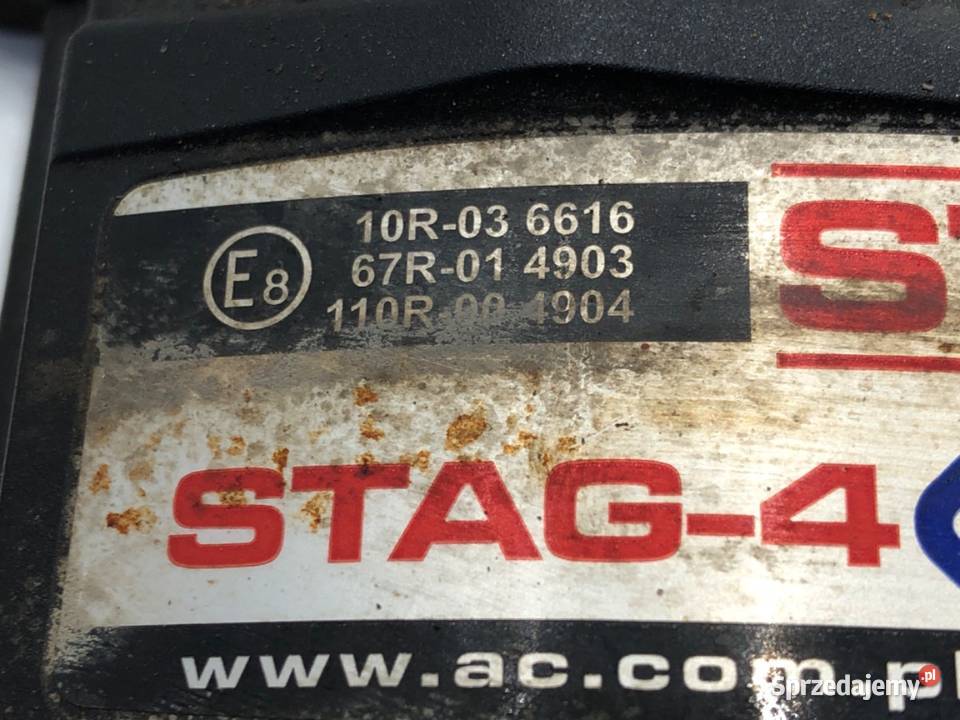 E8
10R-03 6616
67R-01 4903
110R-00 4904
STAG-4
www.ac.com.pl
Sprzedajemy.pl